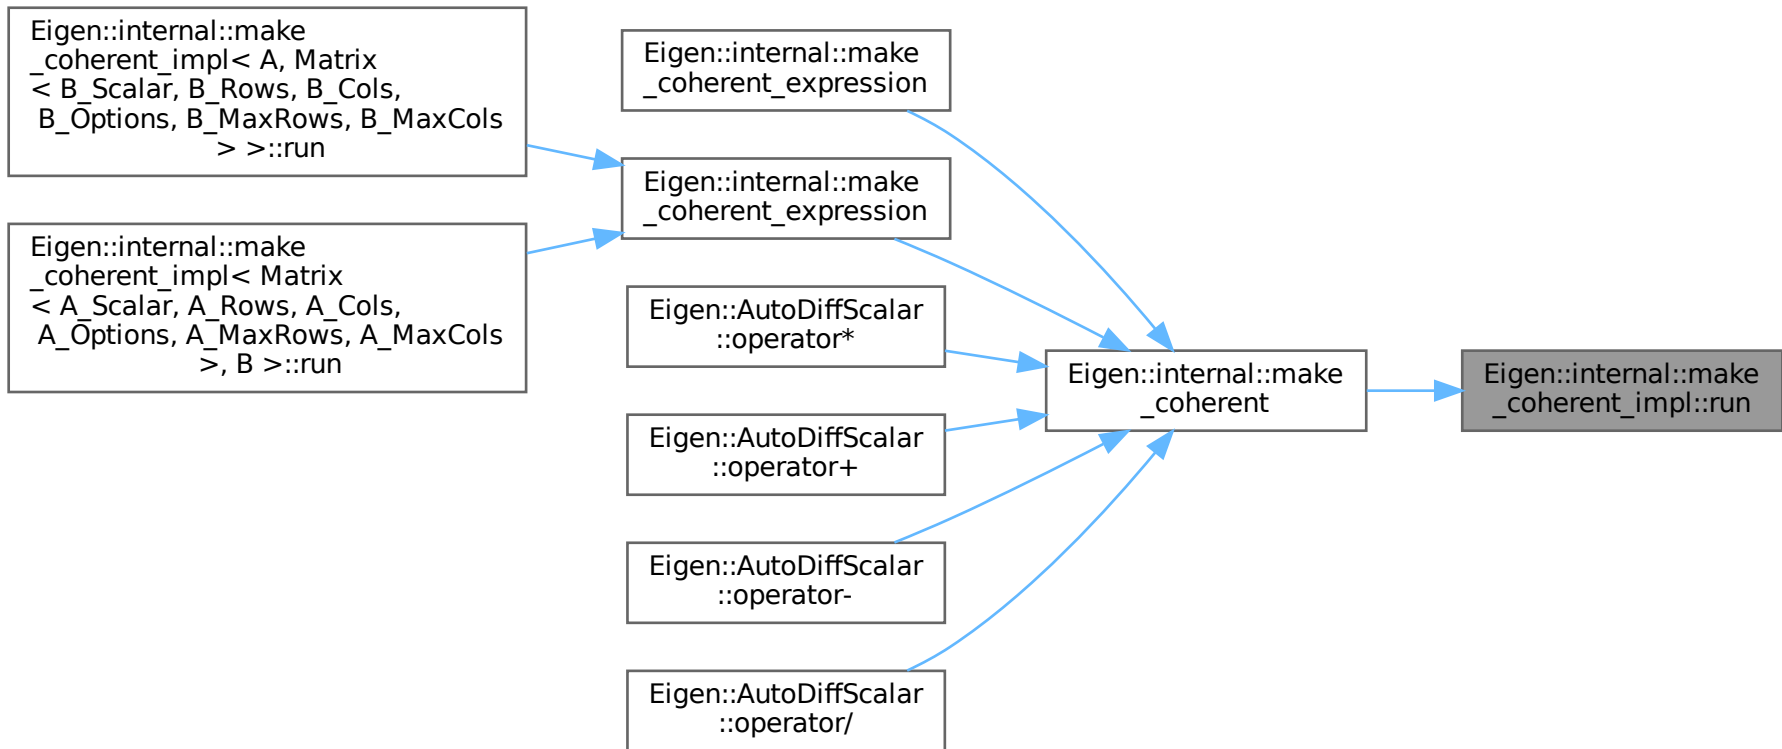 Eigen::internal::make
_coherent_impl< A, Matrix
< B_Scalar, B_Rows, B_Cols,
B_Options, B_MaxRows, B_MaxCols
> >::run
Eigen::internal::make
_coherent_impl< Matrix
< A_Scalar, A_Rows, A_Cols,
A_Options, A_MaxRows, A_MaxCols
>, B >::run
Eigen::internal::make
_coherent_expression
Eigen::internal::make
_coherent_expression
Eigen::AutoDiffScalar
::operator*
Eigen::AutoDiffScalar
::operator+
Eigen::AutoDiffScalar
::operator-
Eigen::AutoDiffScalar
::operator/
Eigen::internal::make
_coherent
Eigen::internal::make
_coherent_impl::run